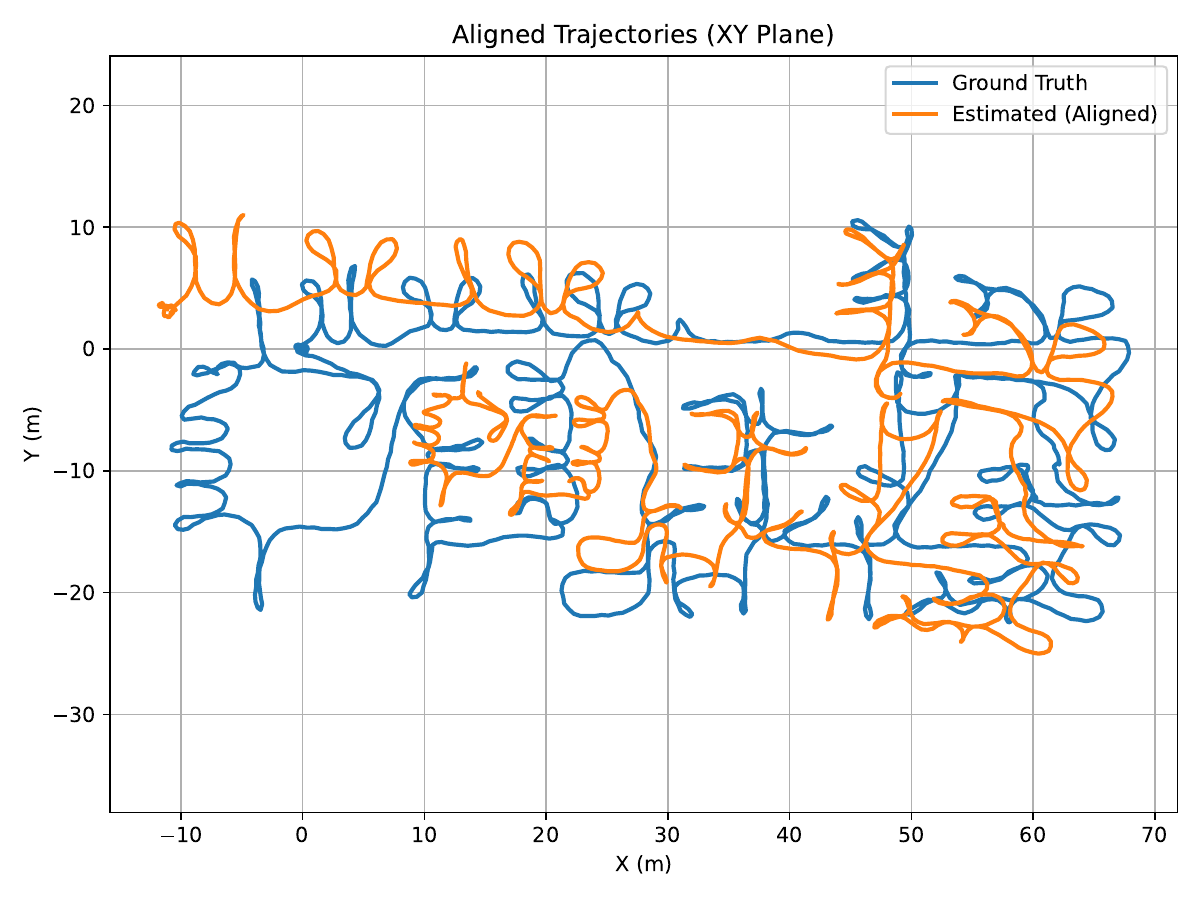 Aligned Trajectories (XY Plane)
Ground Truth
Estimated (Aligned)
20
10
0
−10
−20
−30
Y (m)
−10 0 10 20 30 40 50 60 70
X (m)